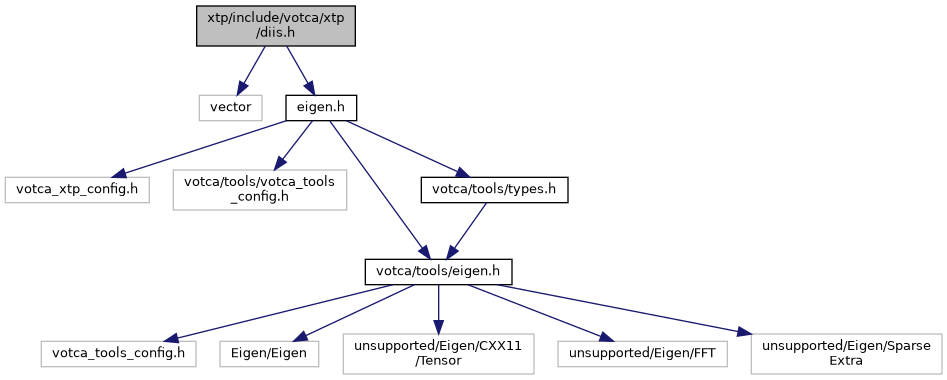 xtp/include/votca/xtp
/diis.h
vector
eigen.h
votca_xtp_config.h
votca/tools/votca_tools
_config.h
votca/tools/types.h
votca/tools/eigen.h
votca_tools_config.h
Eigen/Eigen
unsupported/Eigen/CXX11
/Tensor
unsupported/Eigen/FFT
unsupported/Eigen/Sparse
Extra